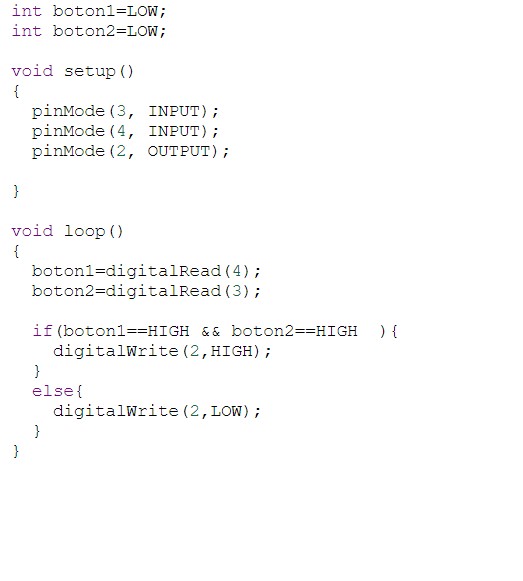 int boton1=LOW;
int boton2=LOW;

void setup()
{
  pinMode(3, INPUT);
  pinMode(4, INPUT);
  pinMode(2, OUTPUT);

}

void loop()
{
  boton1=digitalRead(4);
  boton2=digitalRead(3);

  if(boton1==HIGH && boton2==HIGH  ){
    digitalWrite(2,HIGH);
  }
  else{
    digitalWrite(2,LOW);
  }
}